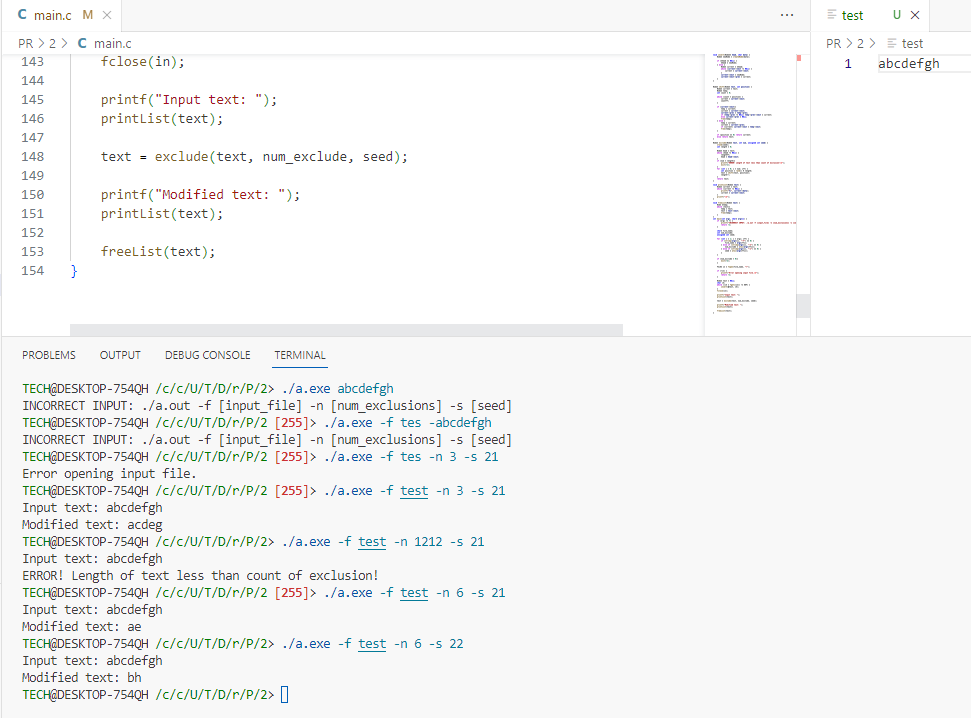 main.c M
PR > 2 > main.c
143 fclose(in);
144
145 printf("Input text: ");
146 printList(text);
147
148 text = exclude(text, num_exclude, seed);
149
150 printf("Modified text: ");
151 printList(text);
152
153 freeList(text);
154 }
test U
PR > 2 > test
1 abcdefgh
PROBLEMS OUTPUT DEBUG CONSOLE TERMINAL
TECH@DESKTOP-754QH /c/c/U/T/D/r/P/2> ./a.exe abcdefgh
INCORRECT INPUT: ./a.out -f [input_file] -n [num_exclusions] -s [seed]
TECH@DESKTOP-754QH /c/c/U/T/D/r/P/2 [255]> ./a.exe -f tes -abcdefgh
INCORRECT INPUT: ./a.out -f [input_file] -n [num_exclusions] -s [seed]
TECH@DESKTOP-754QH /c/c/U/T/D/r/P/2 [255]> ./a.exe -f tes -n 3 -s 21
Error opening input file.
TECH@DESKTOP-754QH /c/c/U/T/D/r/P/2 [255]> ./a.exe -f test -n 3 -s 21
Input text: abcdefgh
Modified text: acdeg
TECH@DESKTOP-754QH /c/c/U/T/D/r/P/2> ./a.exe -f test -n 1212 -s 21
Input text: abcdefgh
ERROR! Length of text less than count of exclusion!
TECH@DESKTOP-754QH /c/c/U/T/D/r/P/2 [255]> ./a.exe -f test -n 6 -s 21
Input text: abcdefgh
Modified text: ae
TECH@DESKTOP-754QH /c/c/U/T/D/r/P/2> ./a.exe -f test -n 6 -s 22
Input text: abcdefgh
Modified text: bh
TECH@DESKTOP-754QH /c/c/U/T/D/r/P/2>